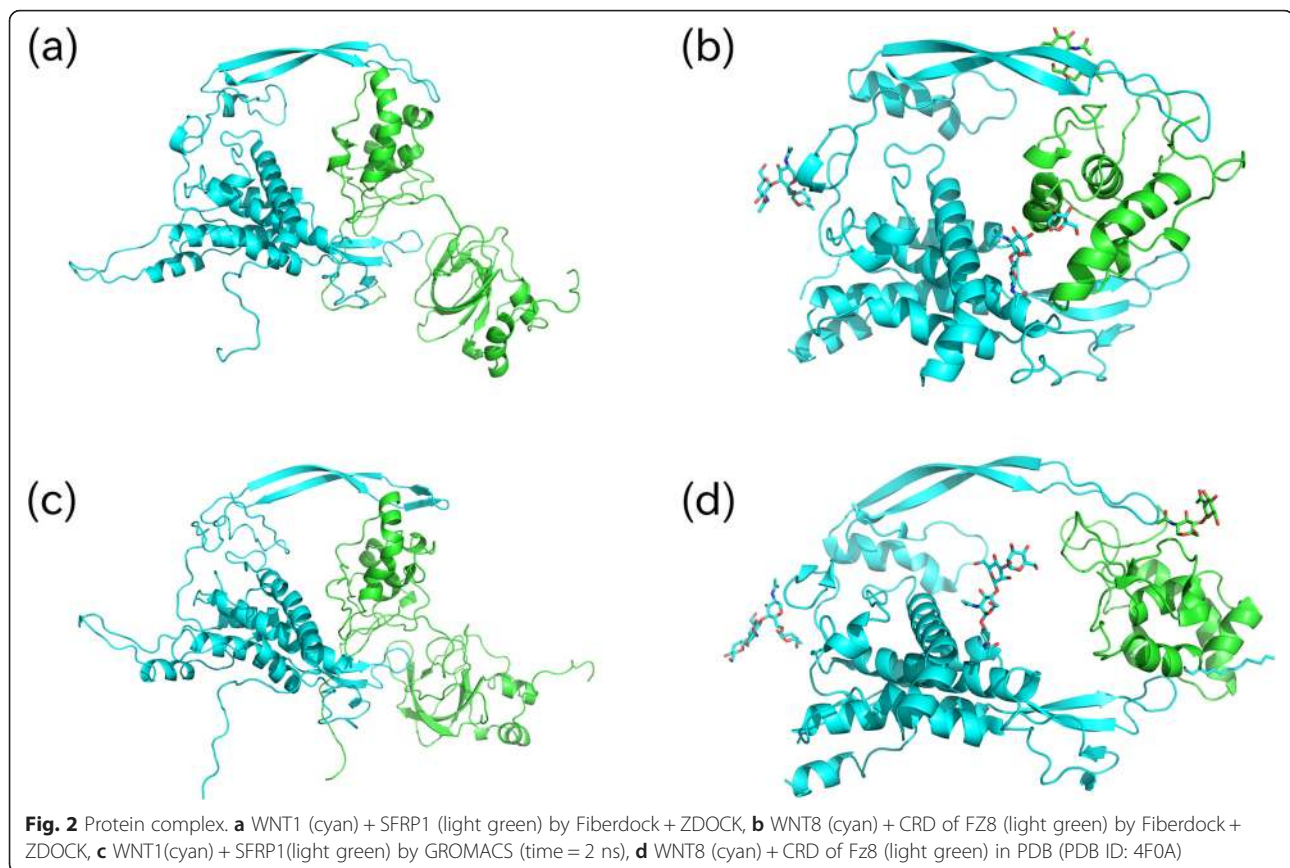 (a)
(b)
(c)
(d)
Fig. 2 Protein complex. a WNT1 (cyan) + SFRP1 (light green) by Fiberdock + ZDOCK, b WNT8 (cyan) + CRD of FZ8 (light green) by Fiberdock +
ZDOCK, c WNT1(cyan) + SFRP1(light green) by GROMACS (time = 2 ns), d WNT8 (cyan) + CRD of Fz8 (light green) in PDB (PDB ID: 4F0A)